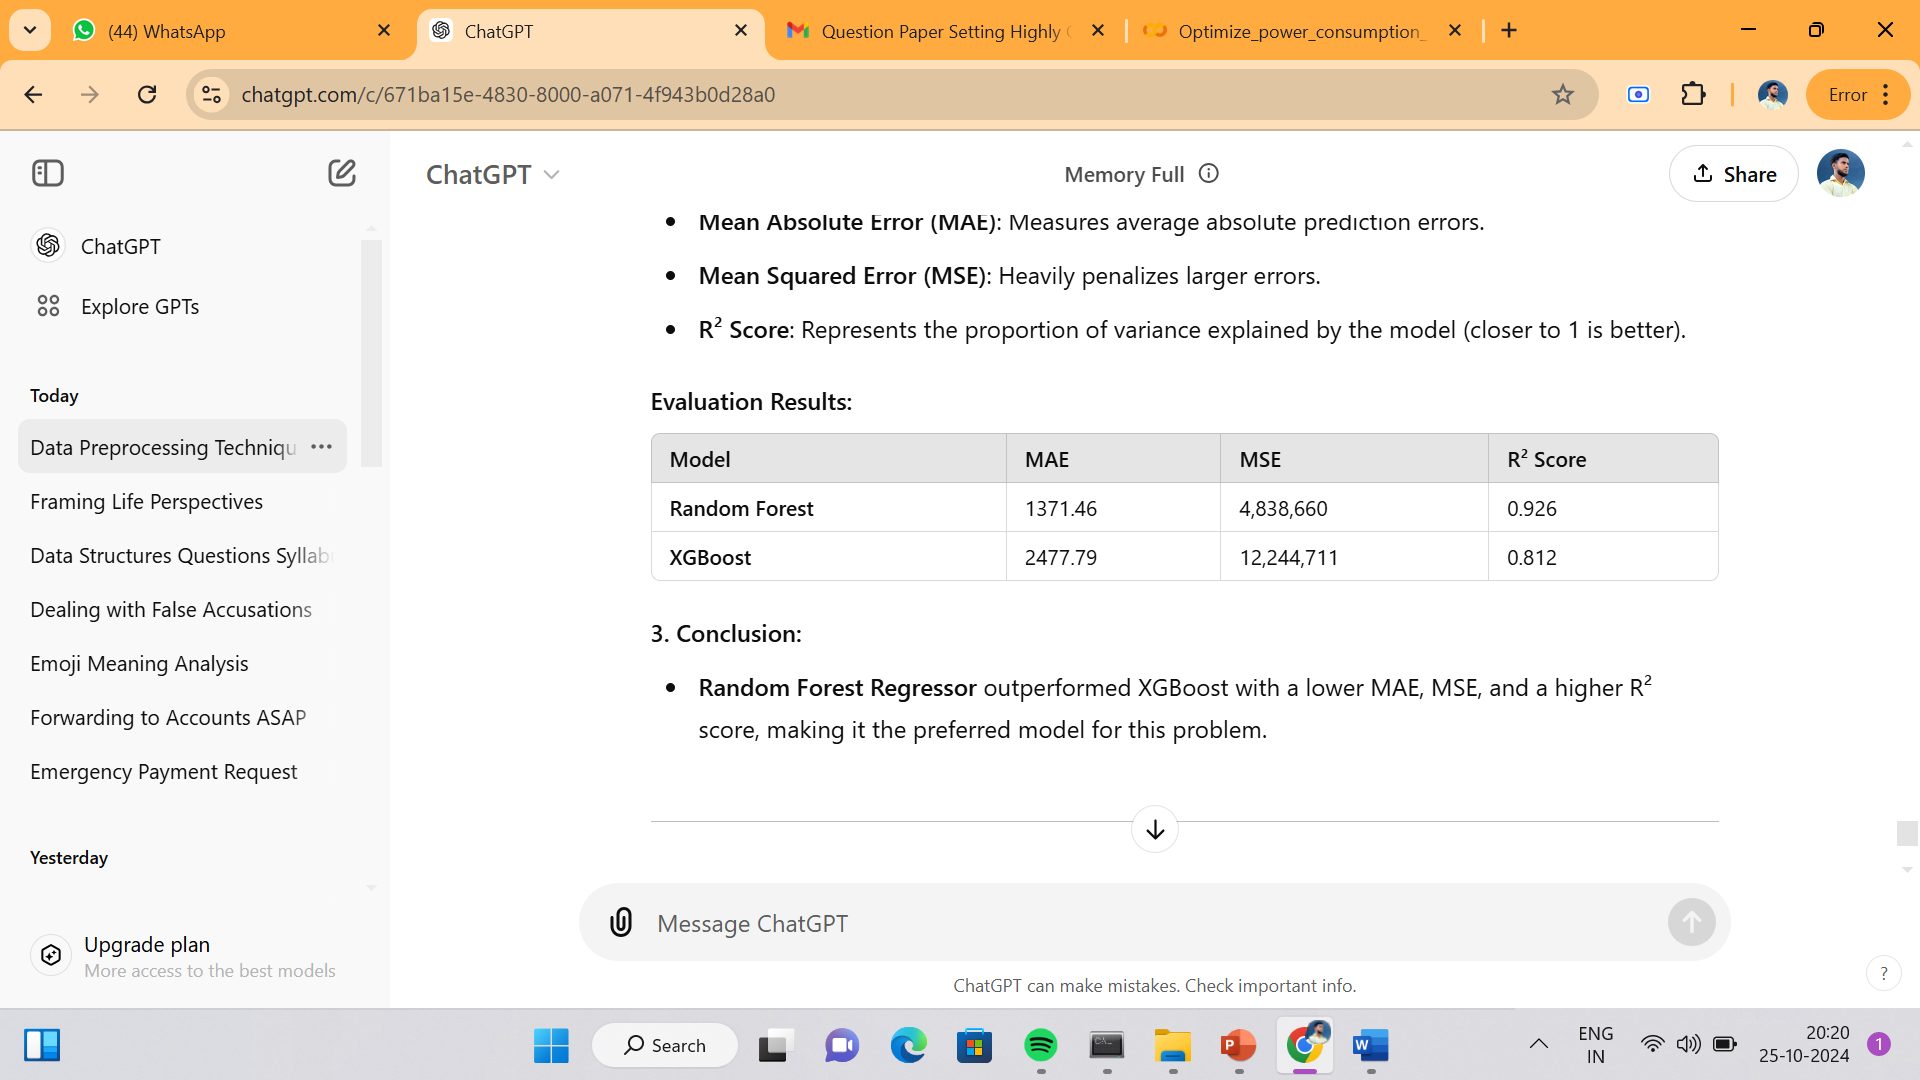 (44) WhatsApp
ChatGPT
Question Paper Setting Highly
Optimize_power_consumption_
chatgpt.com/c/671ba15e-4830-8000-a071-4f943b0d28a0
Error
ChatGPT
Memory Full
Share
ChatGPT
Explore GPTs
Today
Data Preprocessing Techniqu
Framing Life Perspectives
Data Structures Questions Syllab
Dealing with False Accusations
Emoji Meaning Analysis
Forwarding to Accounts ASAP
Emergency Payment Request
Yesterday
Upgrade plan
More access to the best models
• Mean Absolute Error (MAE): Measures average absolute prediction errors.
• Mean Squared Error (MSE): Heavily penalizes larger errors.
• R² Score: Represents the proportion of variance explained by the model (closer to 1 is better).
Evaluation Results:
Model MAE MSE R² Score
Random Forest 1371.46 4,838,660 0.926
XGBoost 2477.79 12,244,711 0.812
3. Conclusion:
• Random Forest Regressor outperformed XGBoost with a lower MAE, MSE, and a higher R²
score, making it the preferred model for this problem.
Message ChatGPT
ChatGPT can make mistakes. Check important info.
?
Search
ENG
IN
20:20
25-10-2024
1